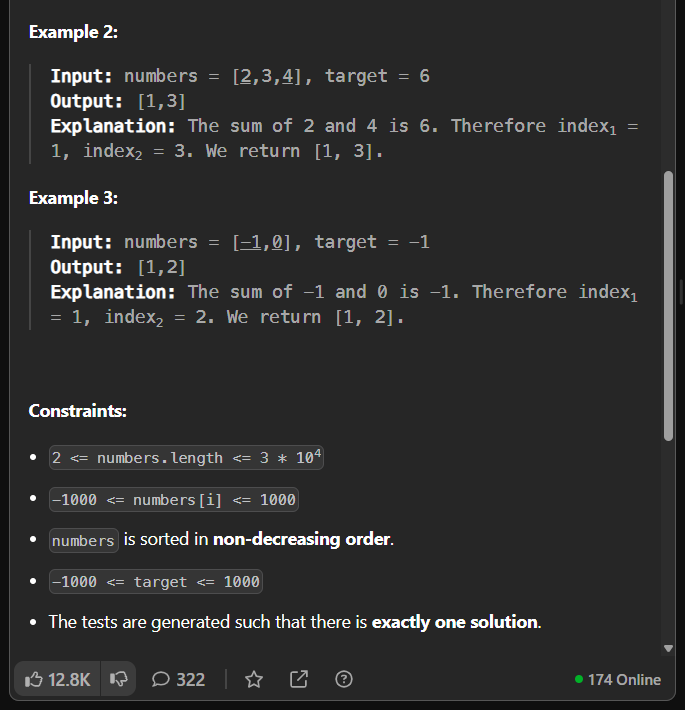 Example 2:
Input: numbers = [2,3,4], target = 6
Output: [1,3]
Explanation: The sum of 2 and 4 is 6. Therefore index₁ =
1, index₂ = 3. We return [1, 3].
Example 3:
Input: numbers = [-1,0], target = -1
Output: [1,2]
Explanation: The sum of -1 and 0 is -1. Therefore index₁
= 1, index₂ = 2. We return [1, 2].
Constraints:
• 2 <= numbers.length <= 3 * 10⁴
• -1000 <= numbers[i] <= 1000
• numbers is sorted in non-decreasing order.
• -1000 <= target <= 1000
• The tests are generated such that there is exactly one solution.
12.8K 322 174 Online